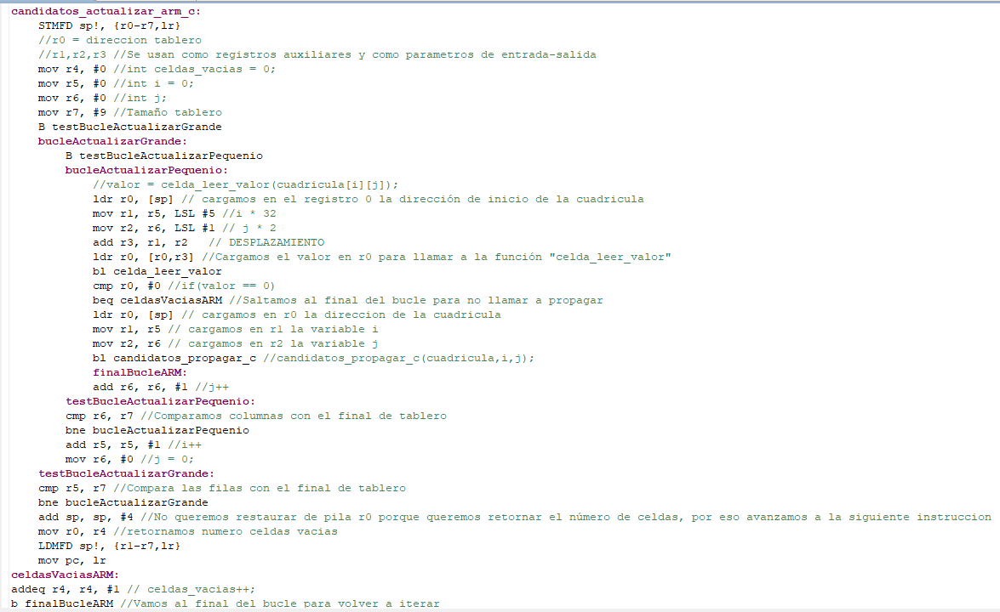 candidatos_actualizar_arm_c:
STMFD sp!, {r0-r7,lr}
//r0 = direccion tablero
//r1,r2,r3 //Se usan como registros auxiliares y como parametros de entrada-salida
mov r4, #0 //int celdas_vacias = 0;
mov r5, #0 //int i = 0;
mov r6, #0 //int j;
mov r7, #9 //Tamaño tablero
B testBucleActualizarGrande
bucleActualizarGrande:
B testBucleActualizarPequenio
bucleActualizarPequenio:
//valor = celda_leer_valor(cuadricula[i][j]);
ldr r0, [sp] // cargamos en el registro 0 la dirección de inicio de la cuadricula
mov r1, r5, LSL #5 //i * 32
mov r2, r6, LSL #1 // j * 2
add r3, r1, r2   // DESPLAZAMIENTO
ldr r0, [r0,r3] //Cargamos el valor en r0 para llamar a la función "celda_leer_valor"
bl celda_leer_valor
cmp r0, #0 //if(valor == 0)
beq celdasVaciasARM //Saltamos al final del bucle para no llamar a propagar
ldr r0, [sp] // cargamos en r0 la direccion de la cuadricula
mov r1, r5 // cargamos en r1 la variable i
mov r2, r6 // cargamos en r2 la variable j
bl candidatos_propagar_c //candidatos_propagar_c(cuadricula,i,j);
finalBucleARM:
add r6, r6, #1 //j++
testBucleActualizarPequenio:
cmp r6, r7 //Comparamos columnas con el final de tablero
bne bucleActualizarPequenio
add r5, r5, #1 //i++
mov r6, #0 //j = 0;
testBucleActualizarGrande:
cmp r5, r7 //Compara las filas con el final de tablero
bne bucleActualizarGrande
add sp, sp, #4 //No queremos restaurar de pila r0 porque queremos retornar el número de celdas, por eso avanzamos a la siguiente instruccion
mov r0, r4 //retornamos numero celdas vacias
LDMFD sp!, {r1-r7,lr}
mov pc, lr
celdasVaciasARM:
addeq r4, r4, #1 // celdas_vacias++;
b finalBucleARM //Vamos al final del bucle para volver a iterar